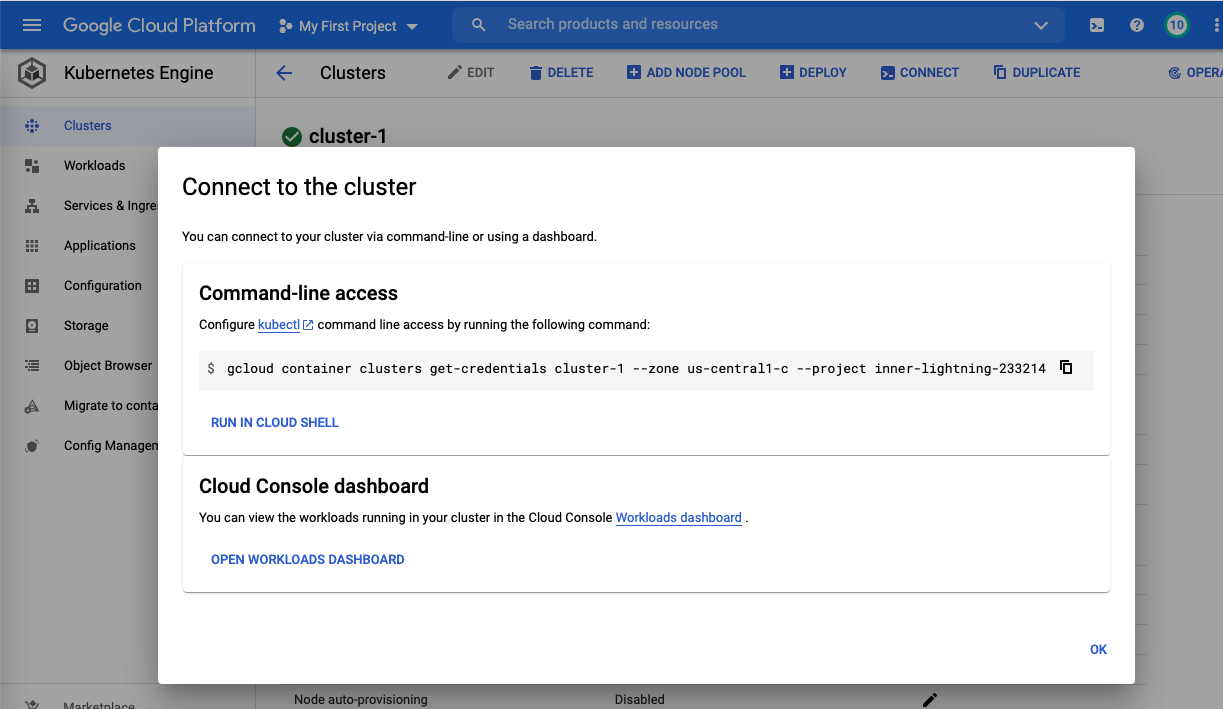 Google Cloud Platform
My First Project
Search products and resources
10
Kubernetes Engine
Clusters
EDIT
DELETE
ADD NODE POOL
DEPLOY
CONNECT
DUPLICATE
Clusters
cluster-1
Workloads
Connect to the cluster
Services & Ingre
You can connect to your cluster via command-line or using a dashboard.
Applications
Configuration
Command-line access
Storage
Configure kubectl command line access by running the following command:
Object Browser
$ gcloud container clusters get-credentials cluster-1 --zone us-central1-c --project inner-lightning-233214
Migrate to conta
RUN IN CLOUD SHELL
Config Managem
Cloud Console dashboard
You can view the workloads running in your cluster in the Cloud Console Workloads dashboard .
OPEN WORKLOADS DASHBOARD
OK
Marketplace
Node auto-provisioning
Disabled